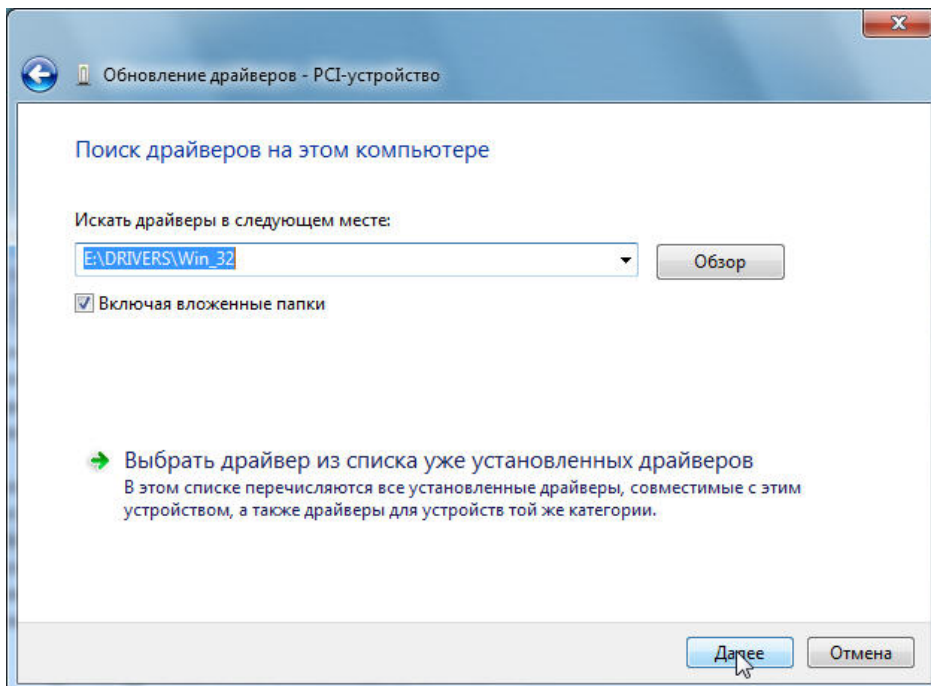 Обновление драйверов - PCI-устройство
Поиск драйверов на этом компьютере
Искать драйверы в следующем месте:
E:\DRIVERS\Win_32
Обзор
Включая вложенные папки
Выбрать драйвер из списка уже установленных драйверов
В этом списке перечисляются все установленные драйверы, совместимые с этим
устройством, а также драйверы для устройств той же категории.
Далее
Отмена